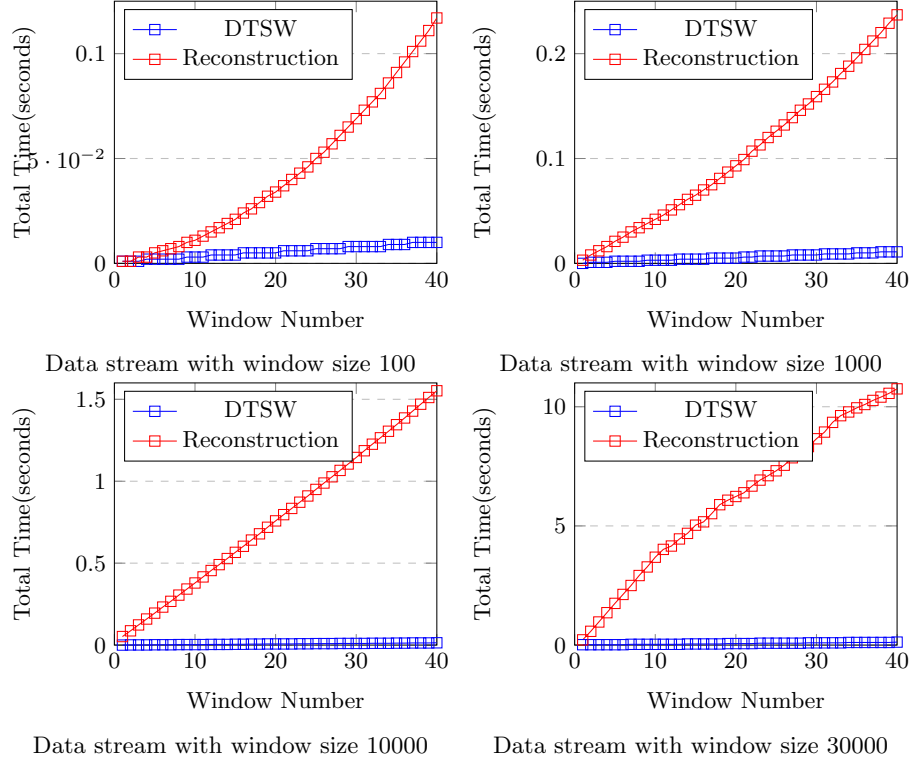 DTSW
Reconstruction
0.1
5 · 10⁻²
0
0 10 20 30 40
Total Time(seconds)
Window Number
Data stream with window size 100
DTSW
Reconstruction
0.2
0.1
0
0 10 20 30 40
Total Time(seconds)
Window Number
Data stream with window size 1000
DTSW
Reconstruction
1.5
1
0.5
0
0 10 20 30 40
Total Time(seconds)
Window Number
Data stream with window size 10000
DTSW
Reconstruction
10
5
0
0 10 20 30 40
Total Time(seconds)
Window Number
Data stream with window size 30000